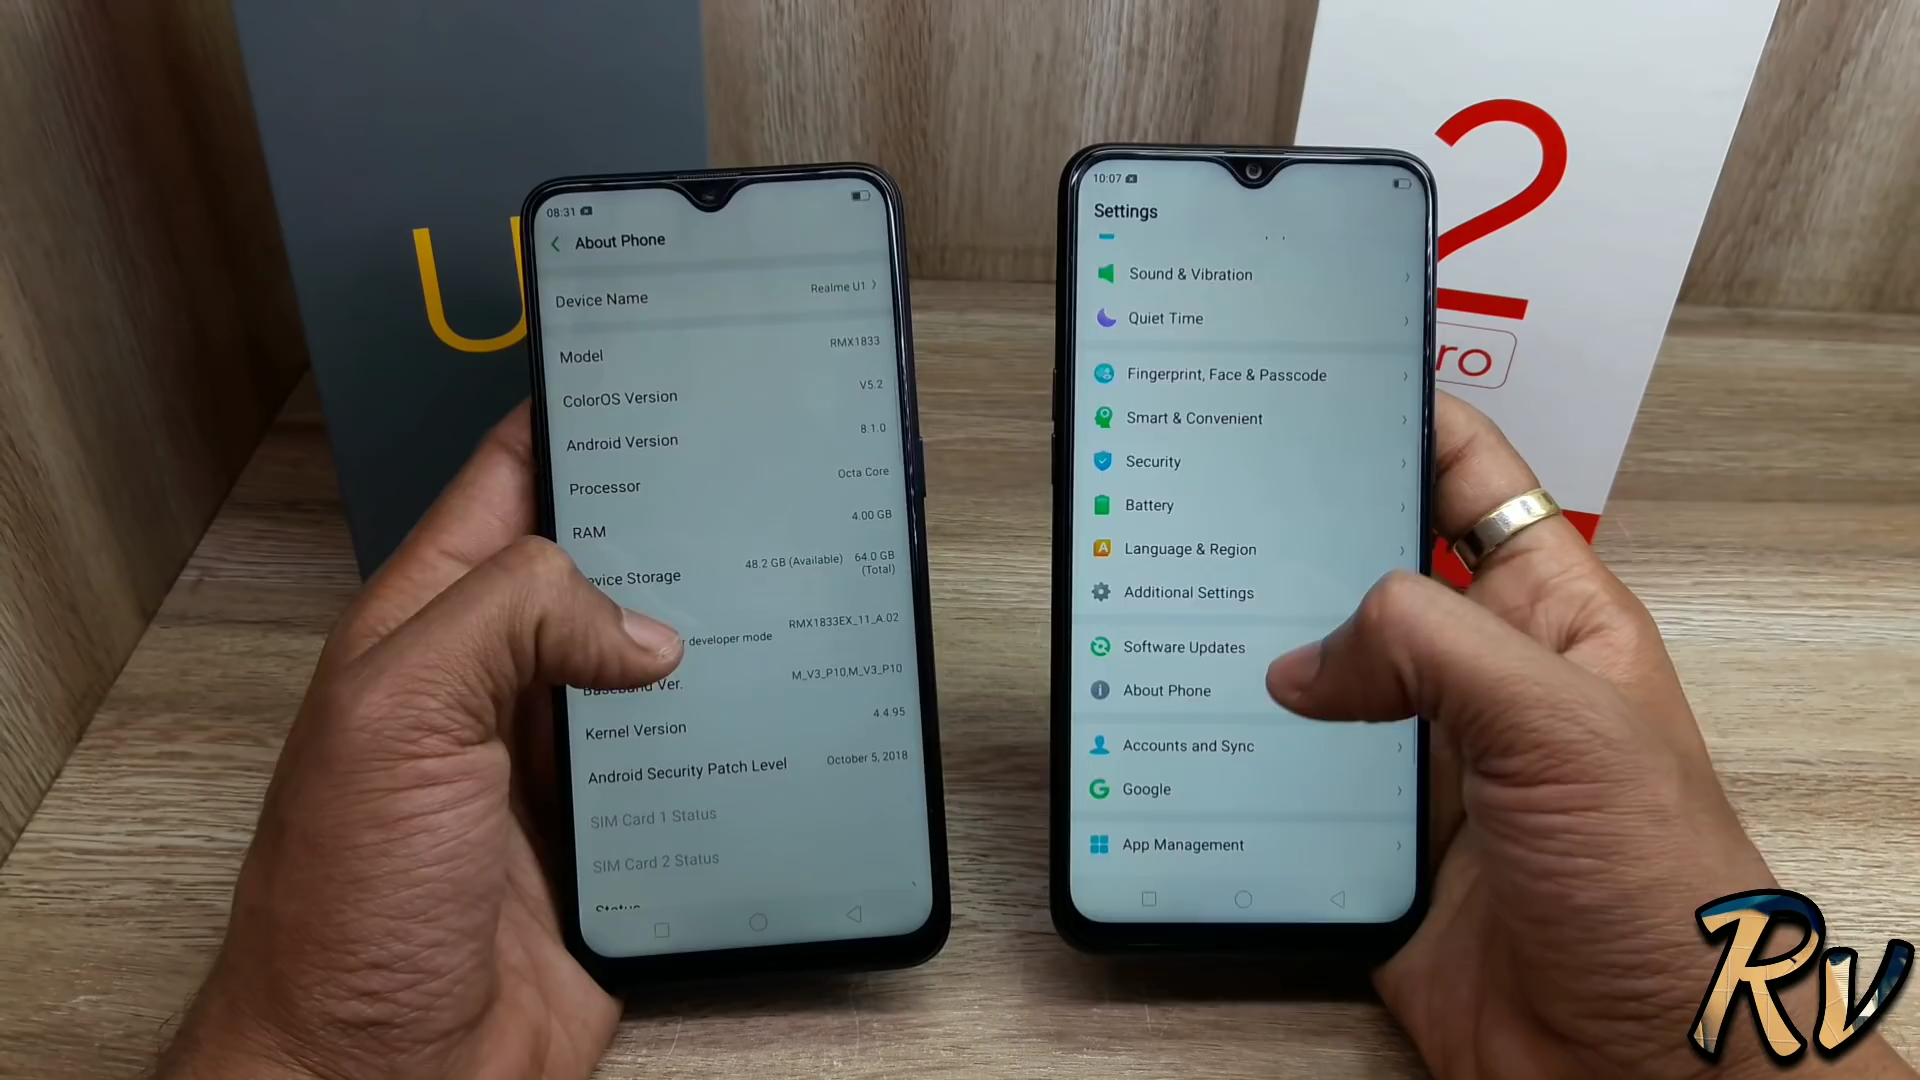 U
2
ro
08:31
About Phone
Device Name Realme U1
Model RMX1833
ColorOS Version V5.2
Android Version 8.1.0
Processor Octa Core
RAM 4.00 GB
vice Storage 48.2 GB (Available) 64.0 GB
(Total)
RMX1833EX_11_A.02
r developer mode
Baseband Ver. M_V3_P10,M_V3_P10
Kernel Version 4.4.95
Android Security Patch Level October 5, 2018
SIM Card 1 Status
SIM Card 2 Status
Status
10:07
Settings
Sound & Vibration
Quiet Time
Fingerprint, Face & Passcode
Smart & Convenient
Security
Battery
A Language & Region
Additional Settings
Software Updates
About Phone
Accounts and Sync
G Google
App Management
Rv